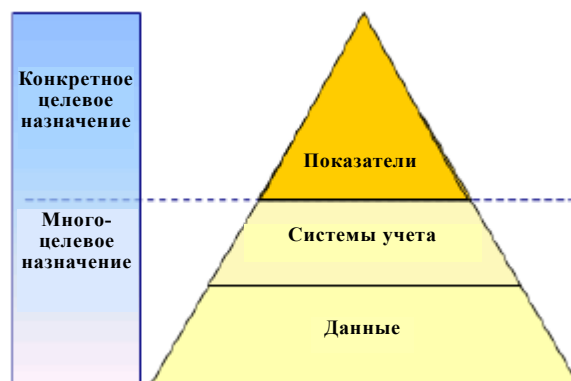 Конкретное
целевое
назначение
Показатели
Много-
целевое
назначение
Системы учета
Данные